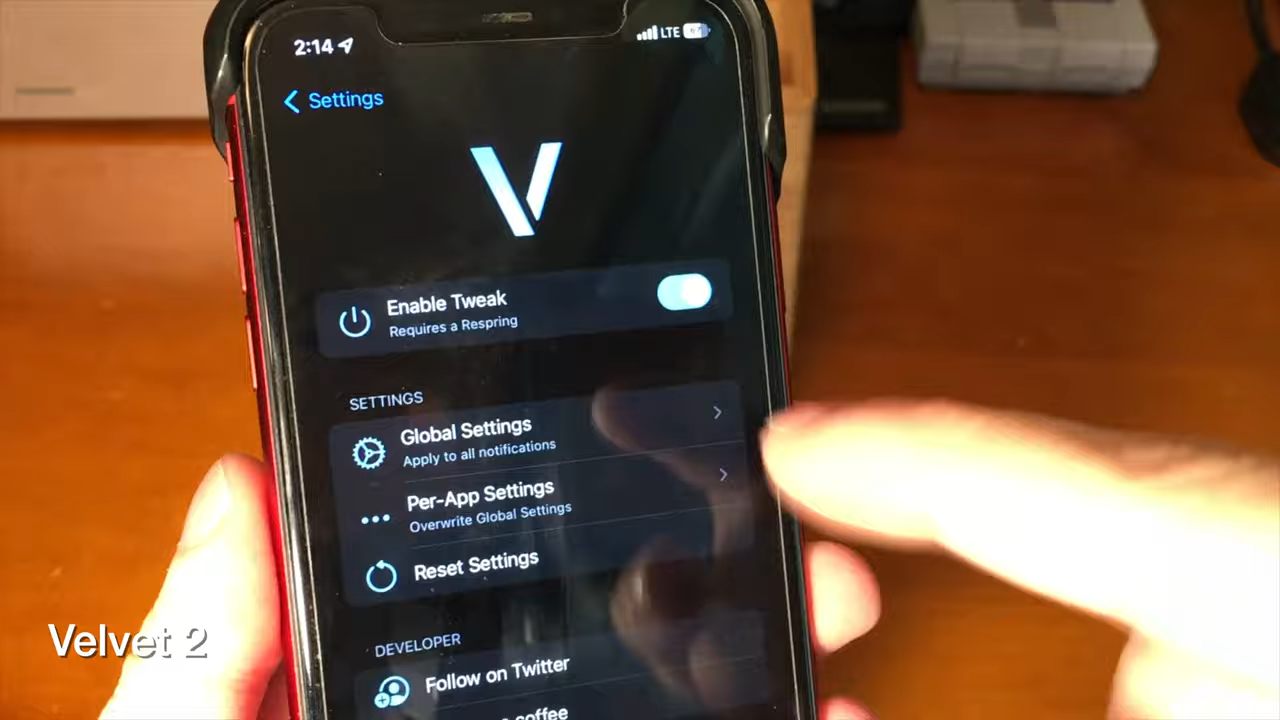 2:14
LTE
Settings
V
Enable Tweak
Requires a Respring
SETTINGS
Global Settings
Apply to all notifications
Per-App Settings
Overwrite Global Settings
Reset Settings
DEVELOPER
Follow on Twitter
coffee
Velvet 2